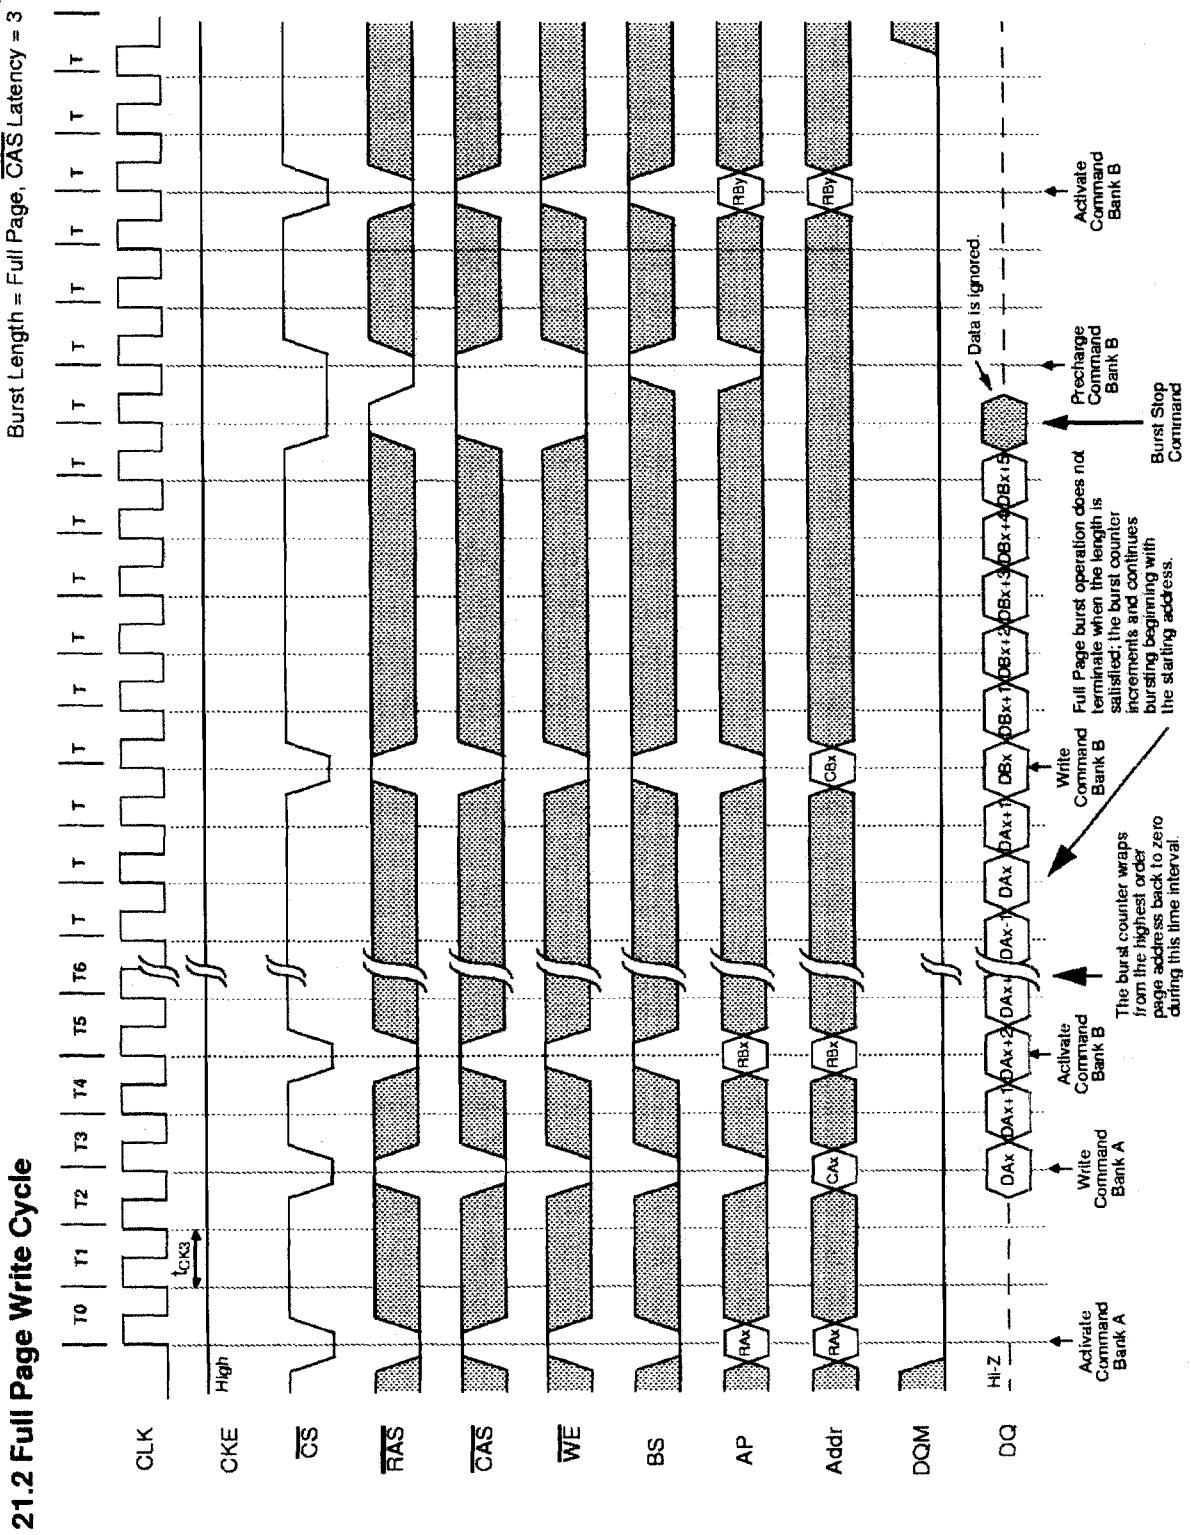 21.2 Full Page Write Cycle
Burst Length = Full Page, CAS Latency = 3
T0 T1 T2 T3 T4 T5 T6 T T T T T T T T T T T T T T T T
CLK
tCK3
CKE
High
CS
RAS
CAS
WE
BS
AP
RAx RBx RBy
Addr
RAx CAx RBx CBx RBy
DQM
DQ
Hi-Z
DAx DAx+1 DAx+2 DAx+ DAx-1 DAx DAx+1 DBx DBx+1 DBx+2 DBx+3 DBx+4 DBx+5
Data is ignored.
Activate
Command
Bank A
Write
Command
Bank A
Activate
Command
Bank B
The burst counter wraps
from the highest order
page address back to zero
during this time interval.
Write
Command
Bank B
Full Page burst operation does not
terminate when the length is
satisfied; the burst counter
increments and continues
bursting beginning with
the starting address.
Burst Stop
Command
Precharge
Command
Bank B
Activate
Command
Bank B